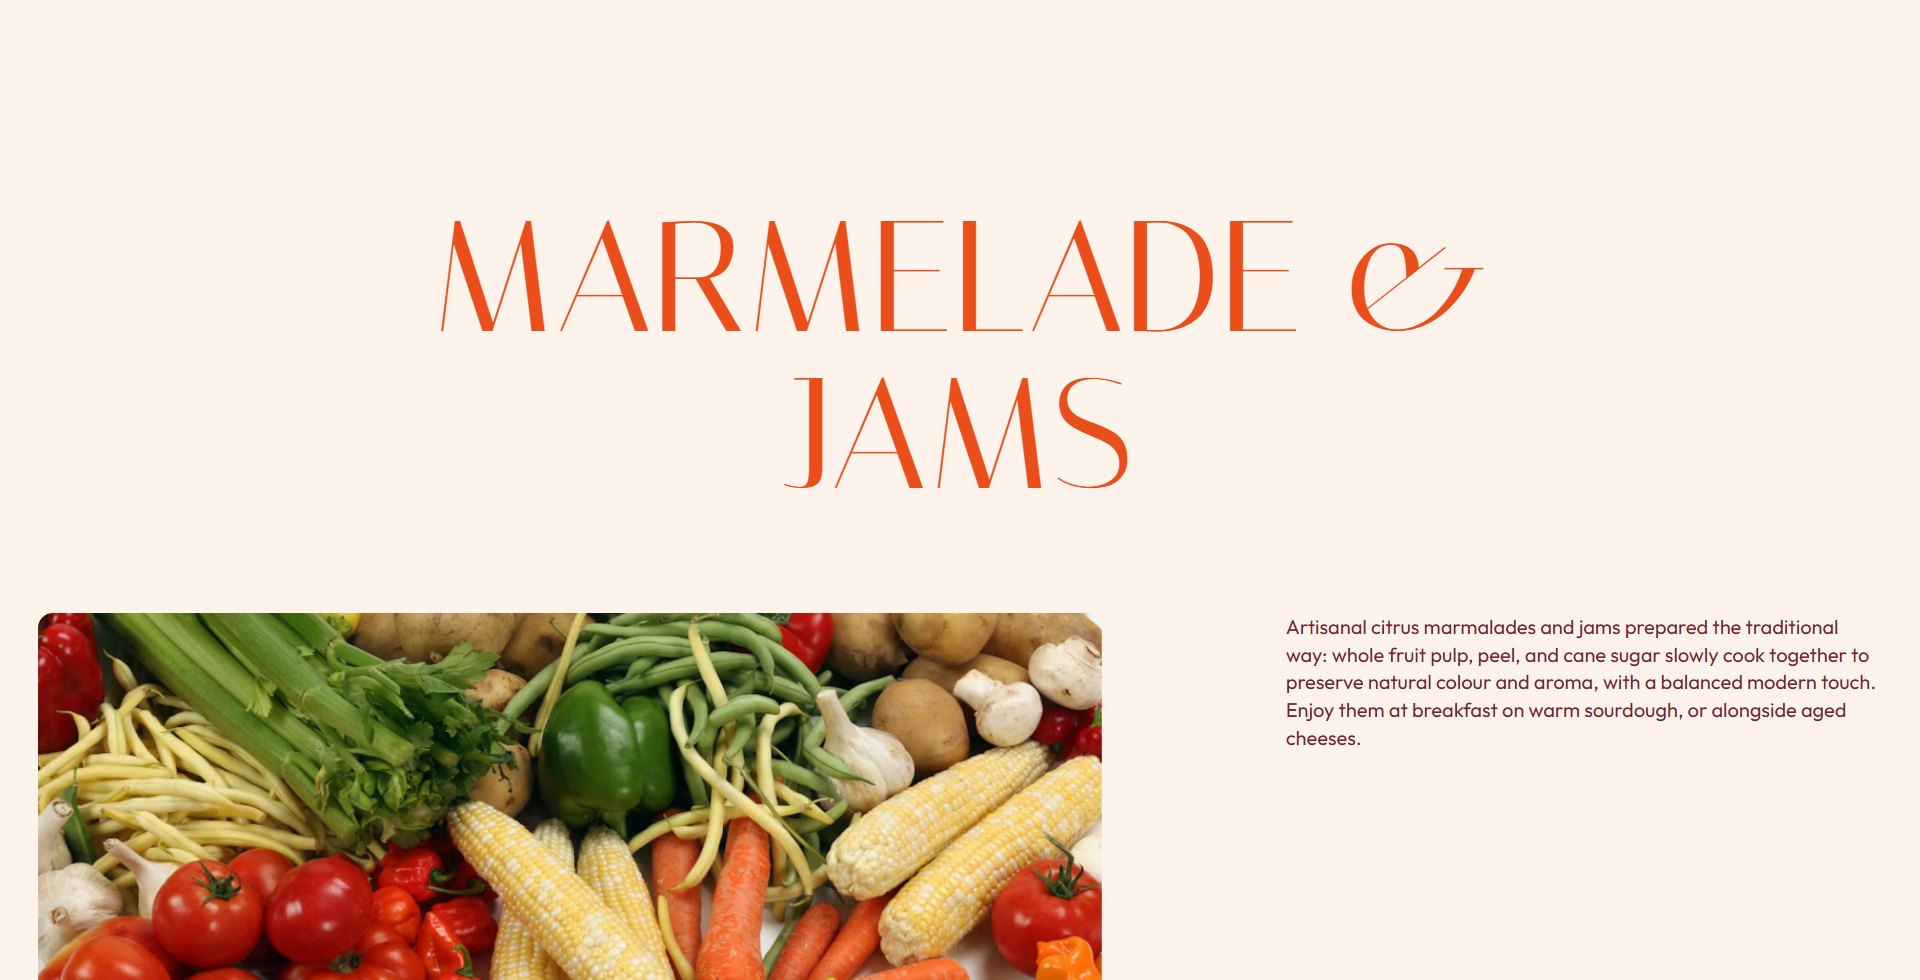 MARMELADE &
JAMS
Artisanal citrus marmalades and jams prepared the traditional
way: whole fruit pulp, peel, and cane sugar slowly cook together to
preserve natural colour and aroma, with a balanced modern touch.
Enjoy them at breakfast on warm sourdough, or alongside aged
cheeses.